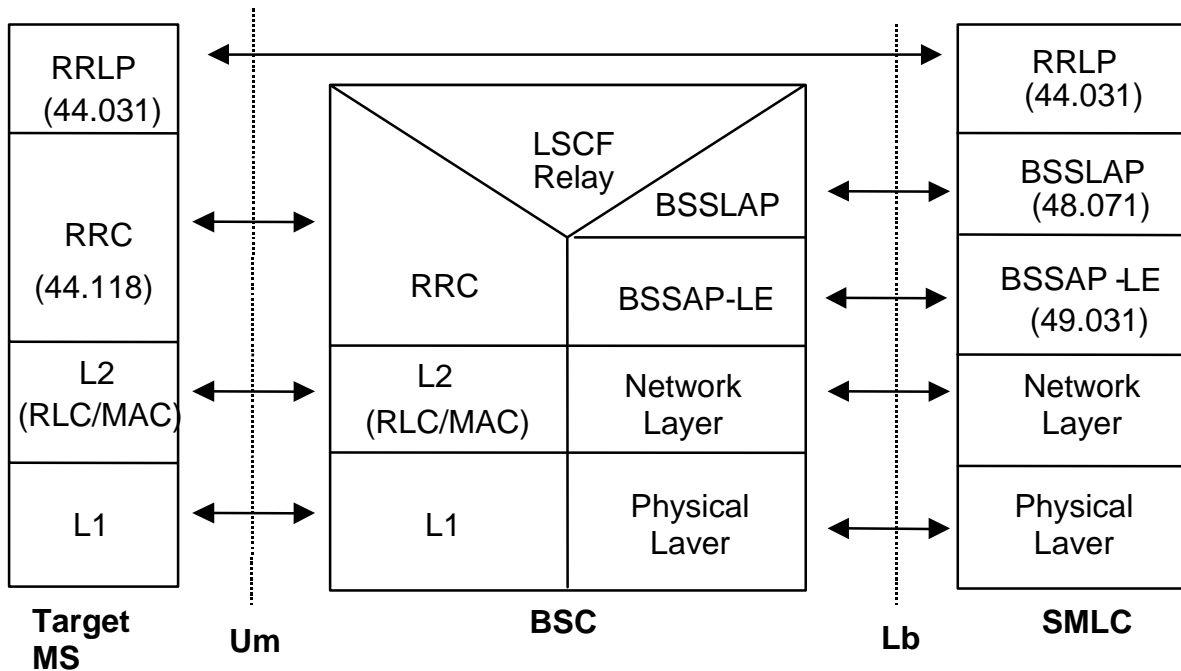 RRLP
(44.031)
RRC
(44.118)
L2
(RLC/MAC)
L1
Target
MS
Um
LSCF
Relay
BSSLAP
RRC
BSSAP-LE
L2
(RLC/MAC)
Network
Layer
L1
Physical
Laver
BSC
Lb
RRLP
(44.031)
BSSLAP
(48.071)
BSSAP-LE
(49.031)
Network
Layer
Physical
Laver
SMLC